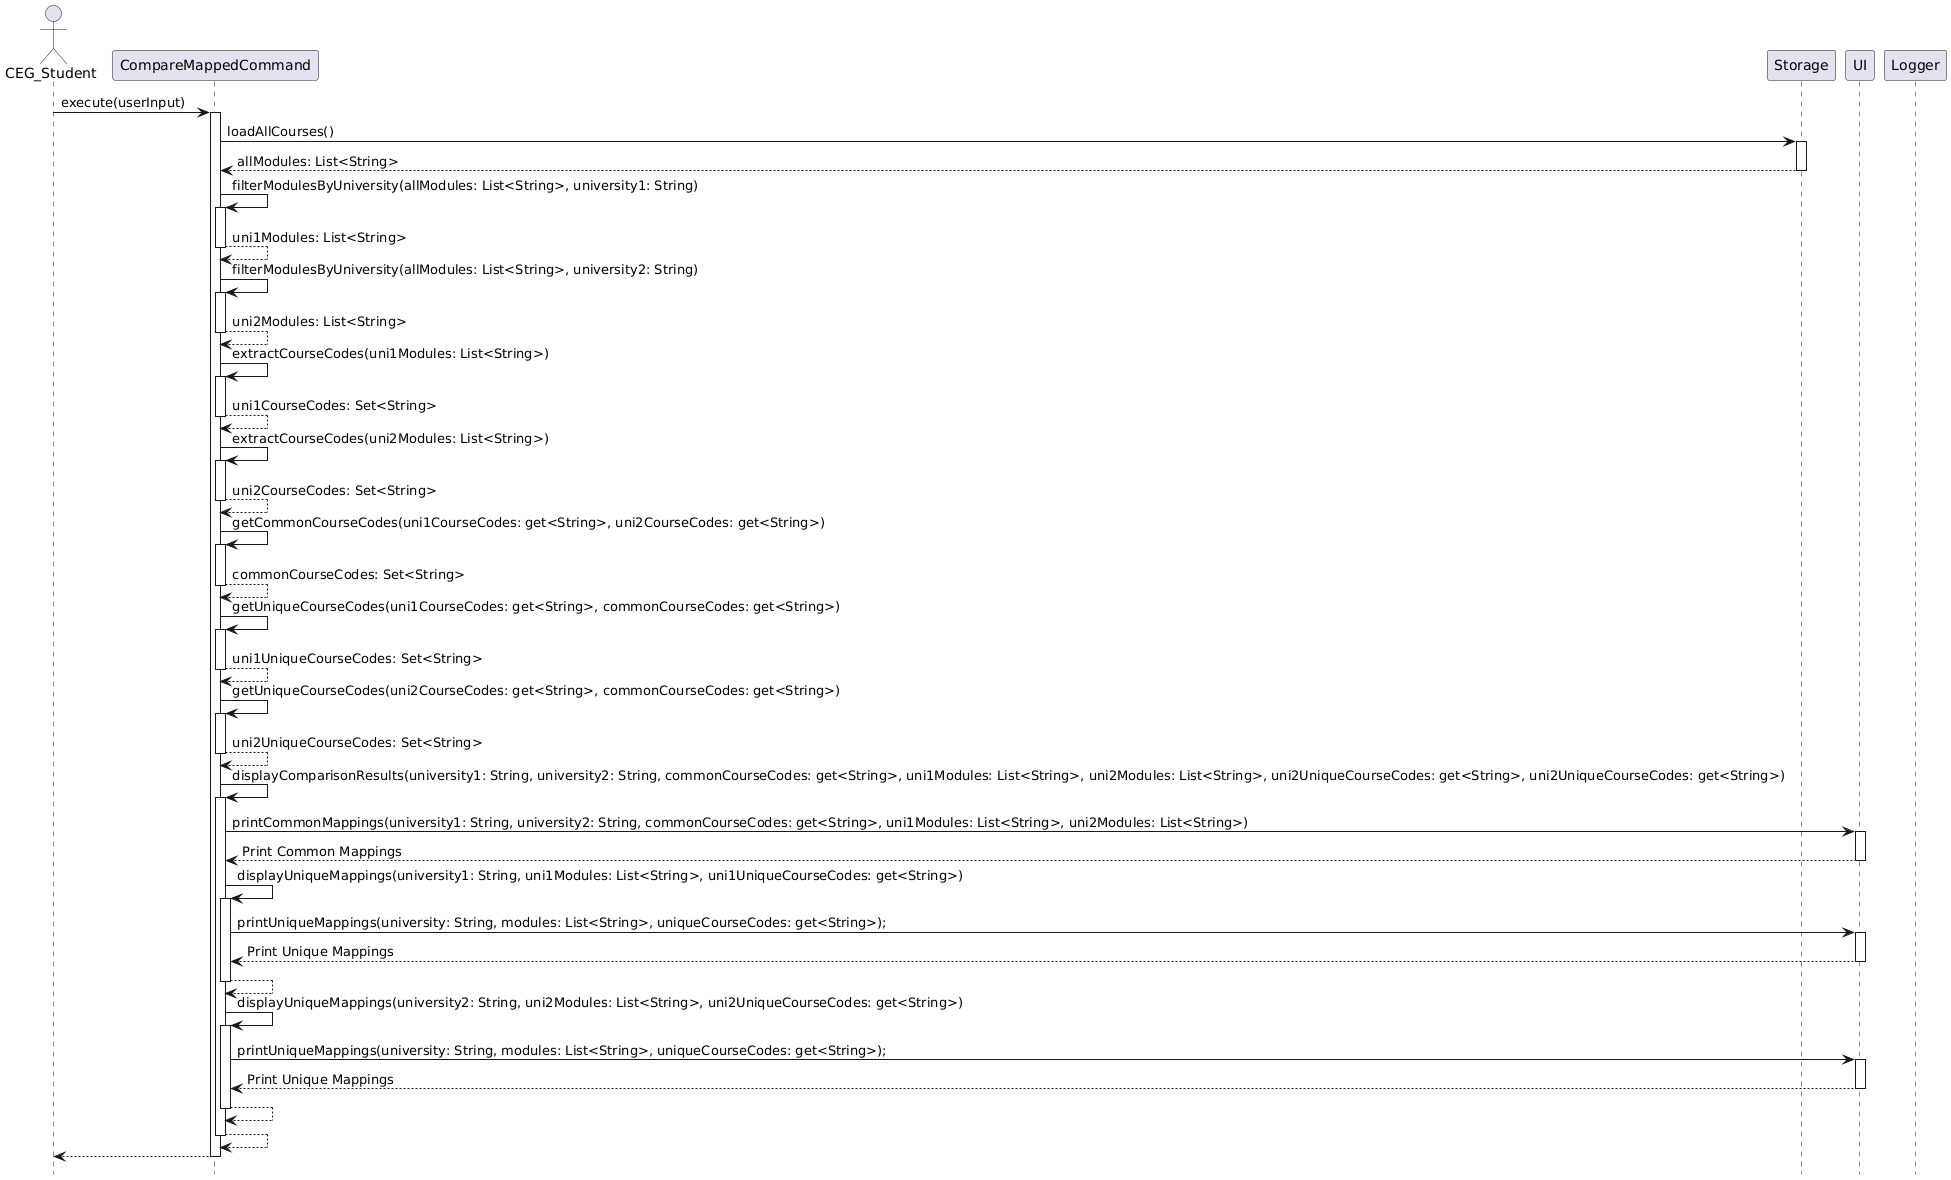 CEG_Student
CompareMappedCommand
Storage
UI
Logger
execute(userInput)
loadAllCourses()
allModules: List<String>
filterModulesByUniversity(allModules: List<String>, university1: String)
uni1Modules: List<String>
filterModulesByUniversity(allModules: List<String>, university2: String)
uni2Modules: List<String>
extractCourseCodes(uni1Modules: List<String>)
uni1CourseCodes: Set<String>
extractCourseCodes(uni2Modules: List<String>)
uni2CourseCodes: Set<String>
getCommonCourseCodes(uni1CourseCodes: get<String>, uni2CourseCodes: get<String>)
commonCourseCodes: Set<String>
getUniqueCourseCodes(uni1CourseCodes: get<String>, commonCourseCodes: get<String>)
uni1UniqueCourseCodes: Set<String>
getUniqueCourseCodes(uni2CourseCodes: get<String>, commonCourseCodes: get<String>)
uni2UniqueCourseCodes: Set<String>
displayComparisonResults(university1: String, university2: String, commonCourseCodes: get<String>, uni1Modules: List<String>, uni2Modules: List<String>, uni2UniqueCourseCodes: get<String>, uni2UniqueCourseCodes: get<String>)
printCommonMappings(university1: String, university2: String, commonCourseCodes: get<String>, uni1Modules: List<String>, uni2Modules: List<String>)
Print Common Mappings
displayUniqueMappings(university1: String, uni1Modules: List<String>, uni1UniqueCourseCodes: get<String>)
printUniqueMappings(university: String, modules: List<String>, uniqueCourseCodes: get<String>);
Print Unique Mappings
displayUniqueMappings(university2: String, uni2Modules: List<String>, uni2UniqueCourseCodes: get<String>)
printUniqueMappings(university: String, modules: List<String>, uniqueCourseCodes: get<String>);
Print Unique Mappings